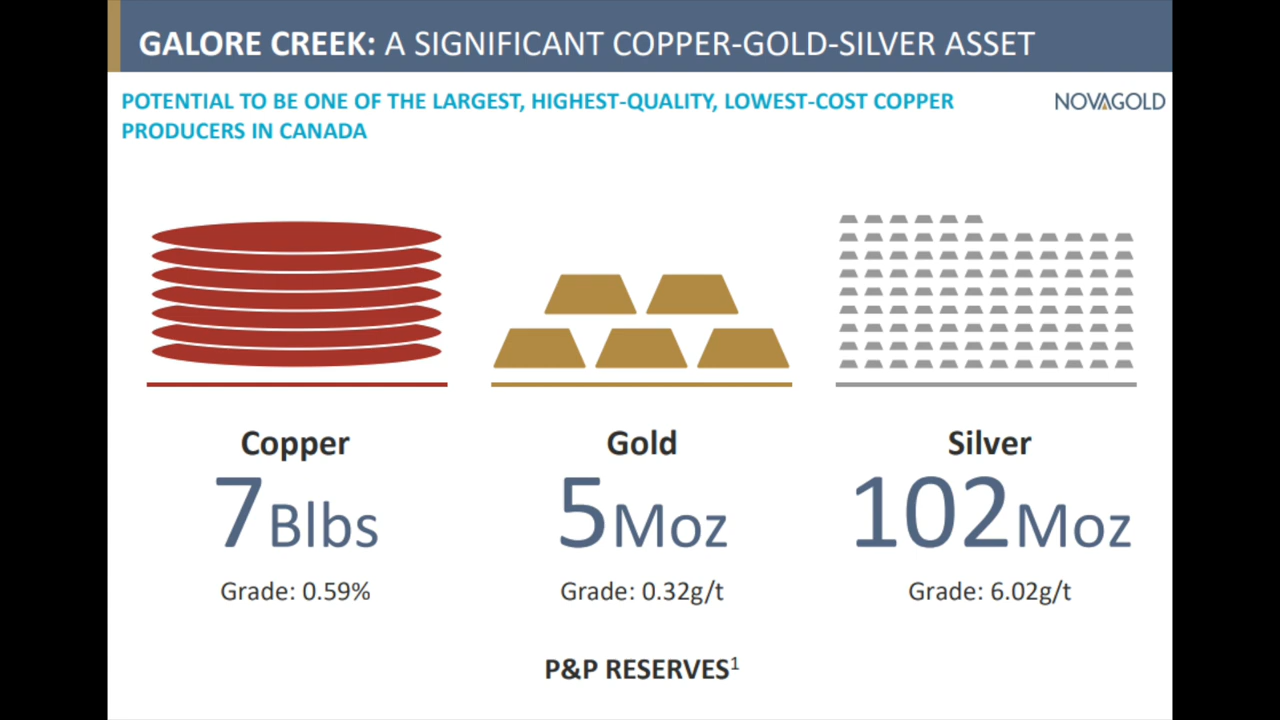 GALORE CREEK: A SIGNIFICANT COPPER-GOLD-SILVER ASSET
POTENTIAL TO BE ONE OF THE LARGEST, HIGHEST-QUALITY, LOWEST-COST COPPER
PRODUCERS IN CANADA
NOVAGOLD
Copper
7Blbs
Grade: 0.59%
Gold
5Moz
Grade: 0.32g/t
Silver
102Moz
Grade: 6.02g/t
P&P RESERVES¹